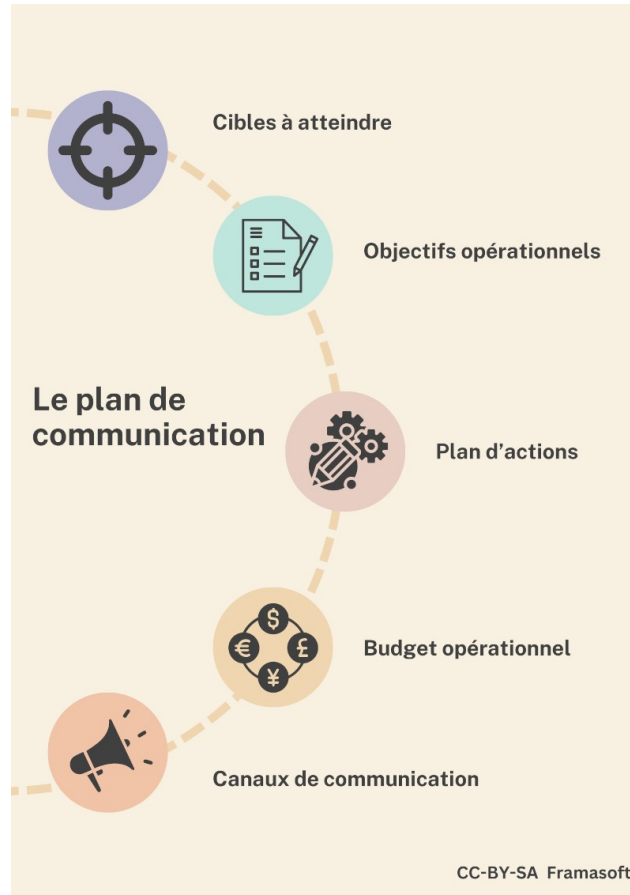 Cibles à atteindre
Objectifs opérationnels
Le plan de
communication
Plan d’actions
$
€
£
¥
Budget opérationnel
Canaux de communication
CC-BY-SA Framasoft